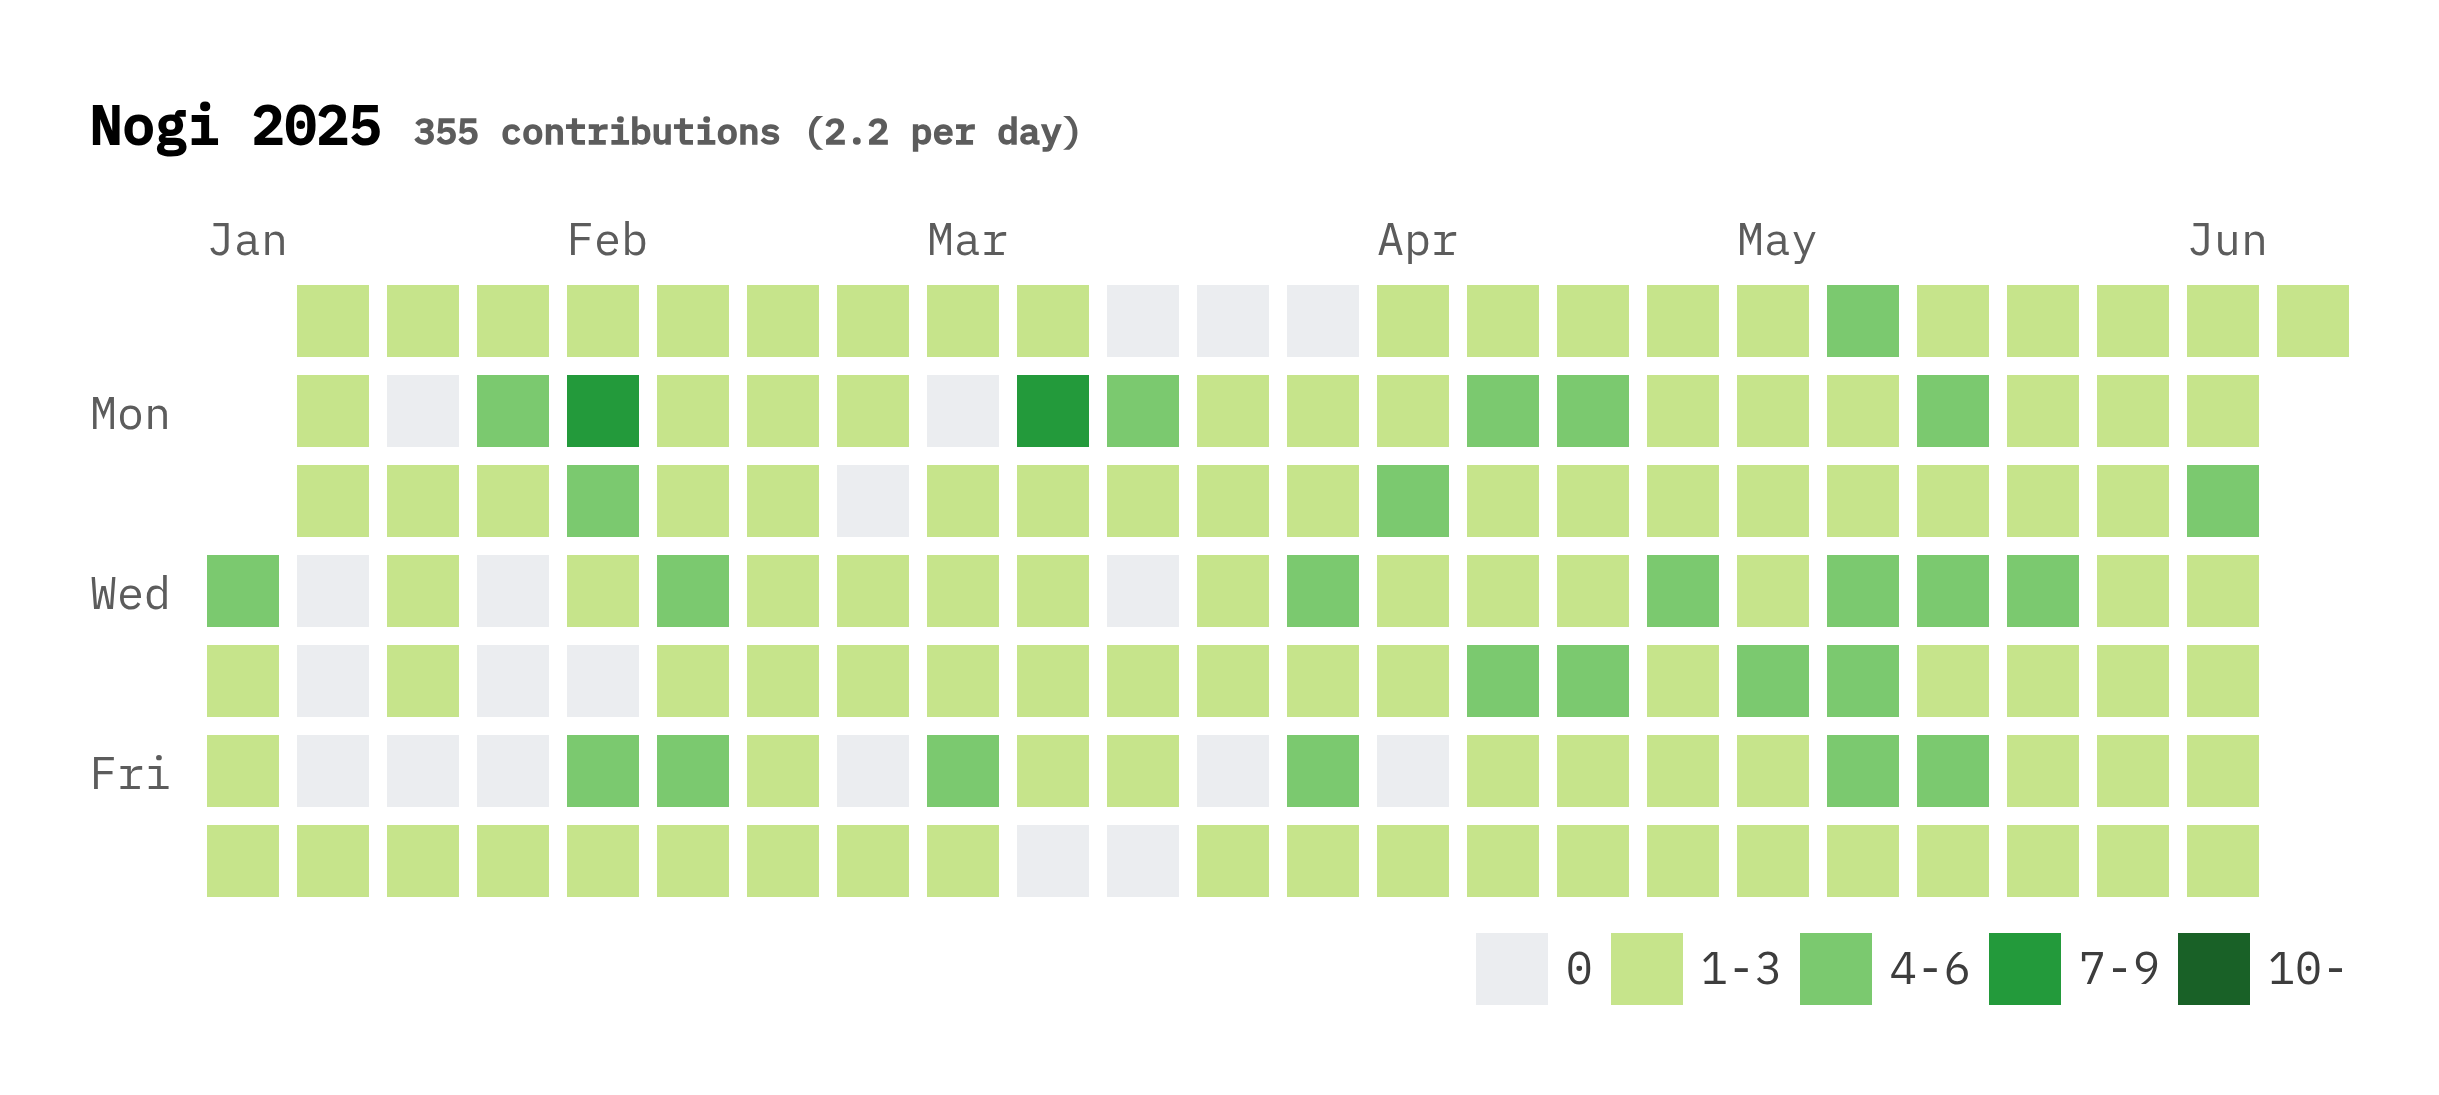 Nogi 2025 355 contributions (2.2 per day)
Jan Feb Mar Apr May Jun
Mon
Wed
Fri
0 1-3 4-6 7-9 10-